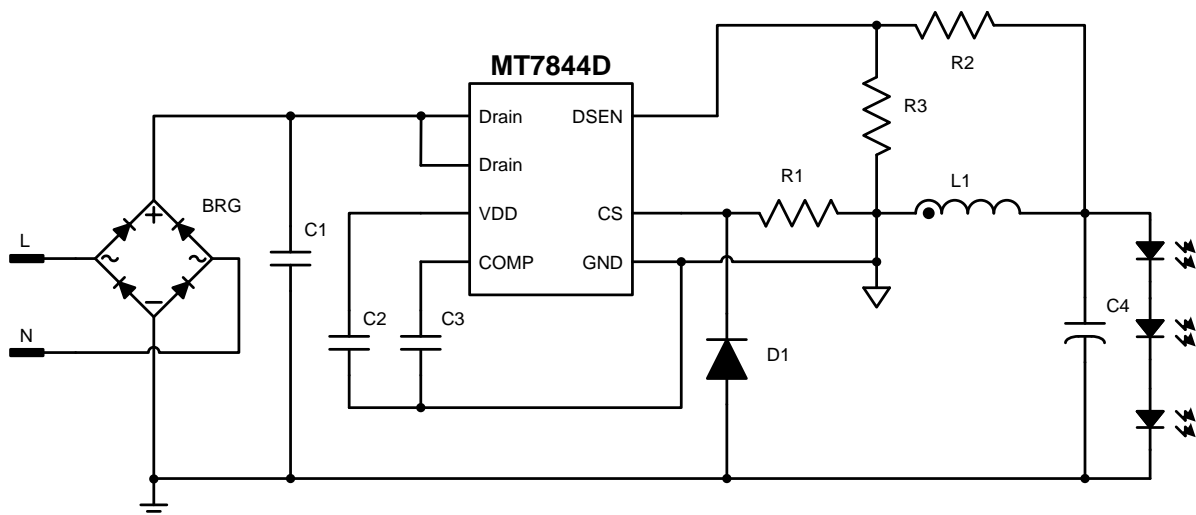 MT7844D
R2
Drain
DSEN
R3
Drain
R1
L1
BRG
VDD
CS
L
C1
COMP
GND
C2
C3
C4
N
D1